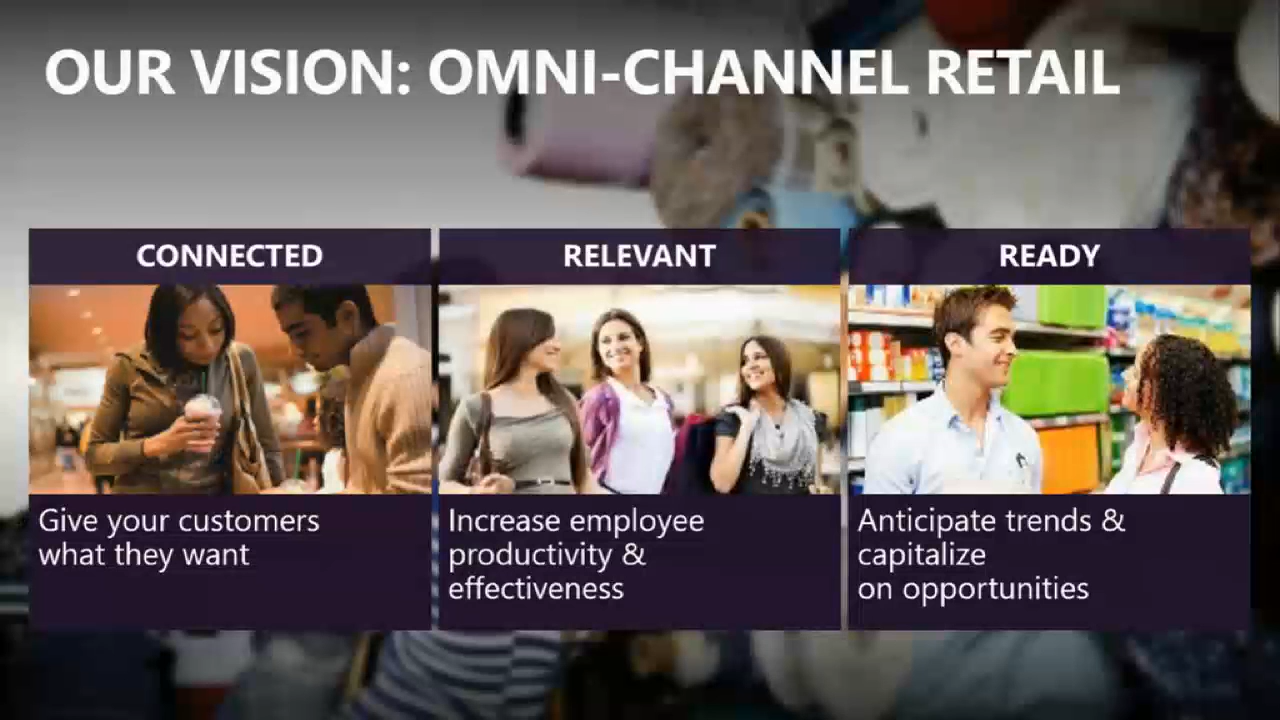 OUR VISION: OMNI-CHANNEL RETAIL
CONNECTED
Give your customers
what they want
RELEVANT
Increase employee
productivity &
effectiveness
READY
Anticipate trends &
capitalize
on opportunities